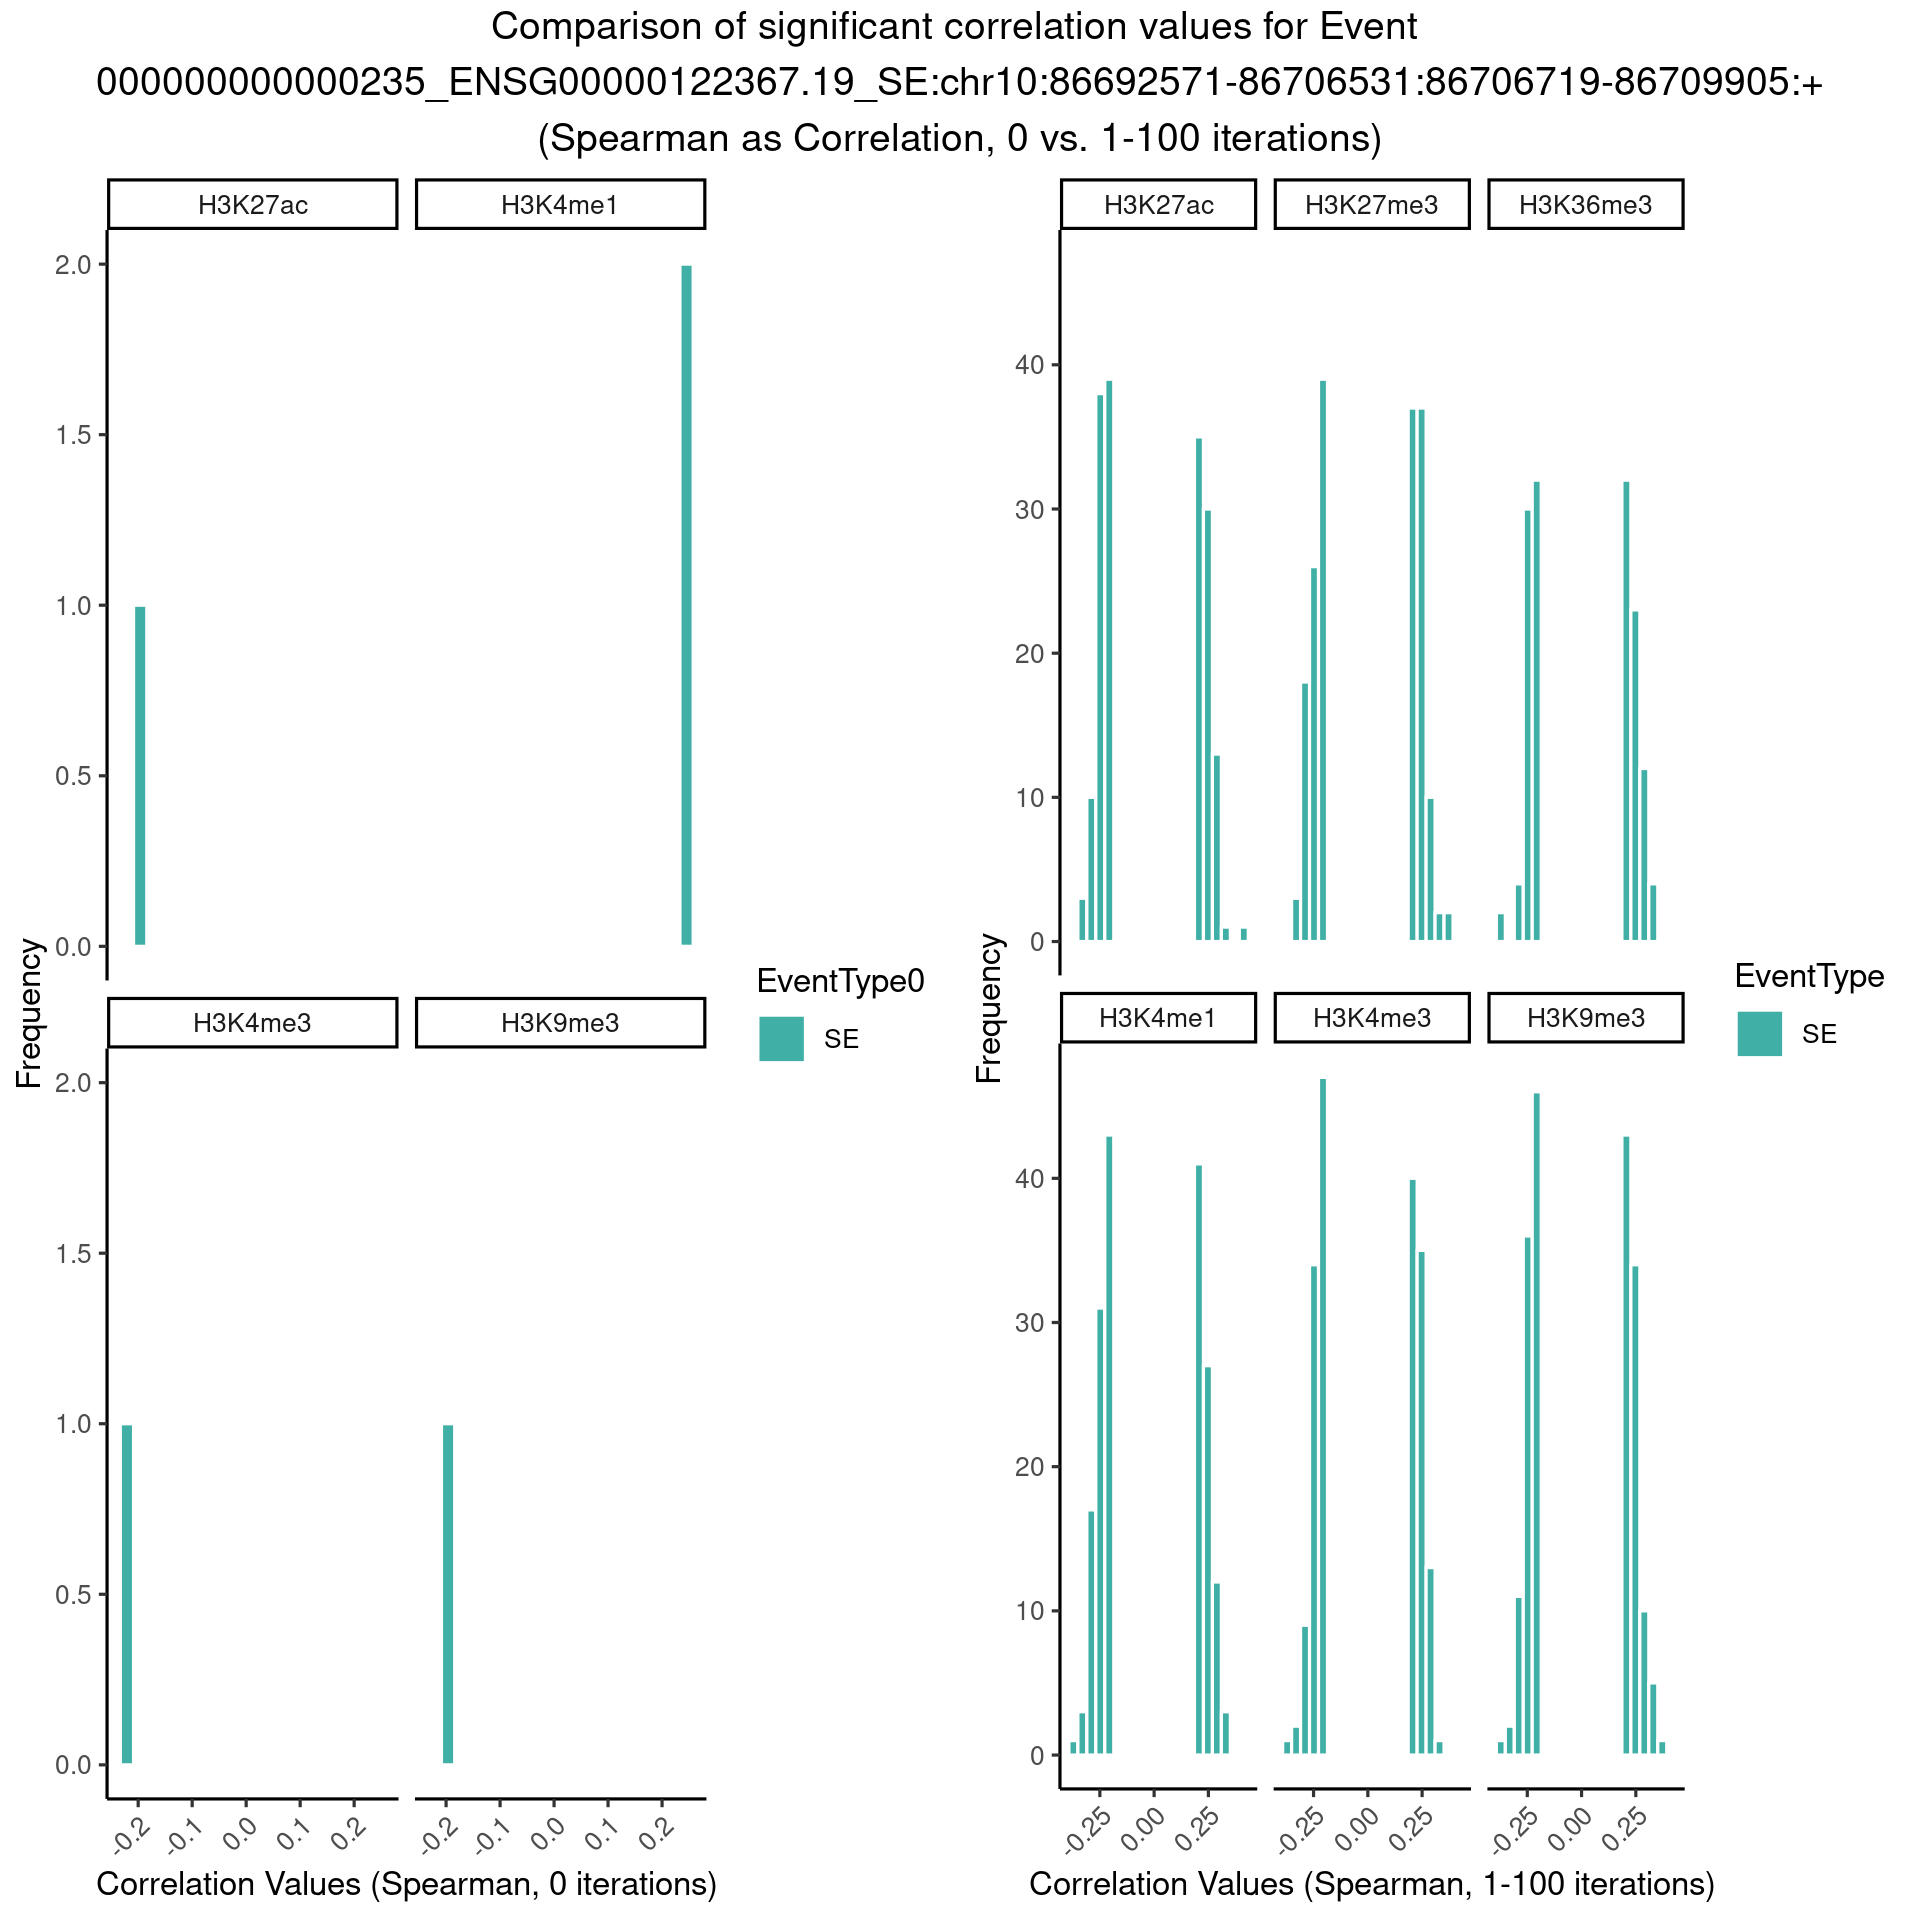 Comparison of significant correlation values for Event
000000000000235_ENSG00000122367.19_SE:chr10:86692571-86706531:86706719-86709905:+
(Spearman as Correlation, 0 vs. 1-100 iterations)
H3K27ac
H3K4me1
2.0
1.5
1.0
0.5
0.0
H3K4me3
H3K9me3
2.0
1.5
1.0
0.5
0.0
-0.2
-0.1
0.0
0.1
0.2
-0.2
-0.1
0.0
0.1
0.2
Frequency
Correlation Values (Spearman, 0 iterations)
EventType0
SE
H3K27ac
H3K27me3
H3K36me3
40
30
20
10
0
H3K4me1
H3K4me3
H3K9me3
40
30
20
10
0
-0.25
0.00
0.25
-0.25
0.00
0.25
-0.25
0.00
0.25
Frequency
Correlation Values (Spearman, 1-100 iterations)
EventType
SE